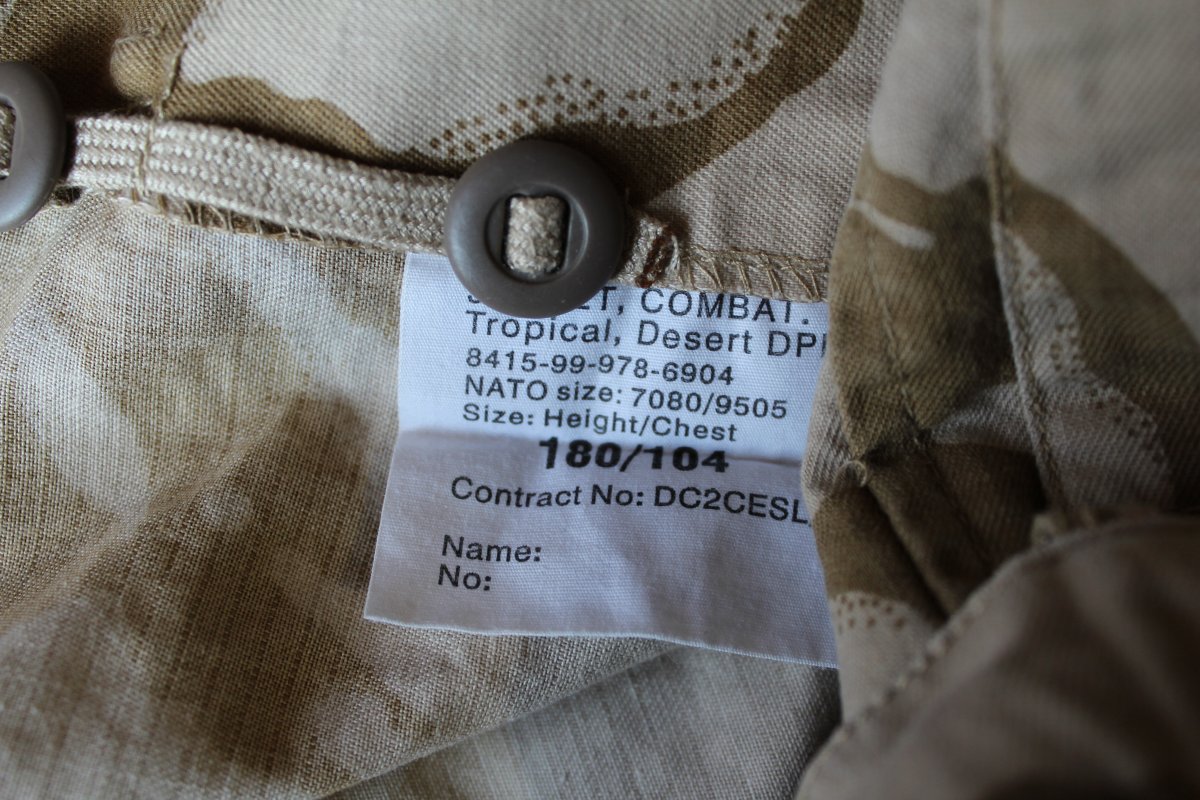 COMBAT.
Tropical, Desert
8415-99-978-6904
NATO size: 7080/9505
Size: Height/Chest
180/104
Contract No: DC2CESL
Name:
No: